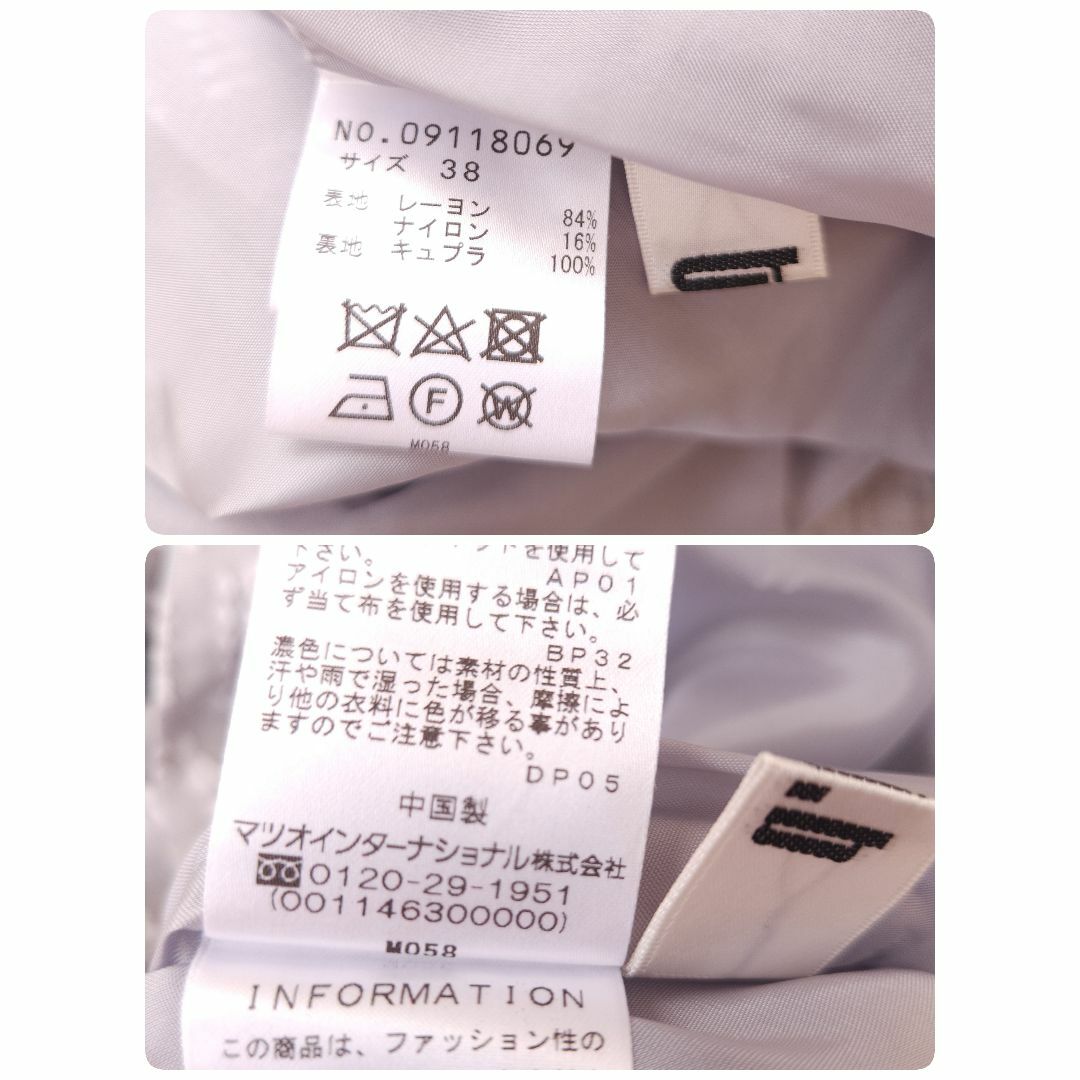 NO.09118069
サイズ 38
表地 レーヨン 84%
ナイロン 16%
裏地 キュプラ 100%
F
W
M058
を使用して
下さい。
AP01
アイロンを使用する場合は、必
ず当て布を使用して下さい。
BP32
濃色については素材の性質上、
汗や雨で湿った場合、摩擦によ
り他の衣料に色が移る事があり
ますのでご注意下さい。
DP05
中国製
マツオインターナショナル株式会社
0120-29-1951
(001146300000)
M058
INFORMATION
この商品は、ファッション性の